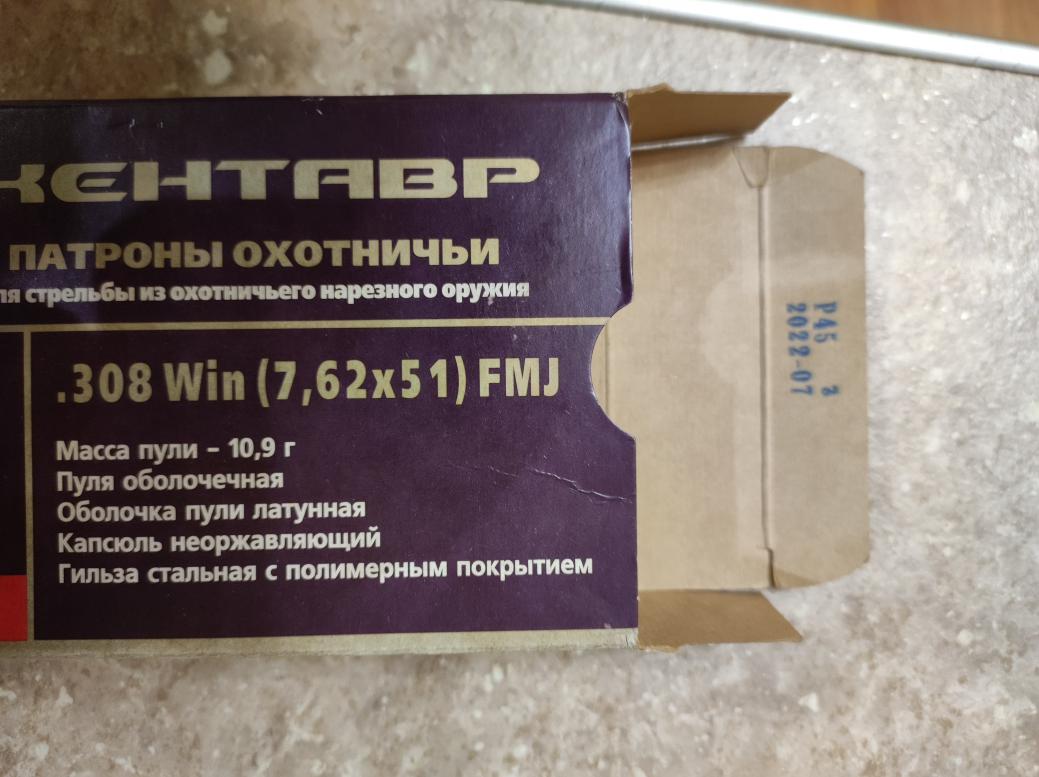 КЕНТАВР
ПАТРОНЫ ОХОТНИЧЬИ
для стрельбы из охотничьего нарезного оружия
.308 Win (7,62x51) FMJ
Масса пули – 10,9 г
Пуля оболочечная
Оболочка пули латунная
Капсюль неоржавляющий
Гильза стальная с полимерным покрытием
Р45
2022-07